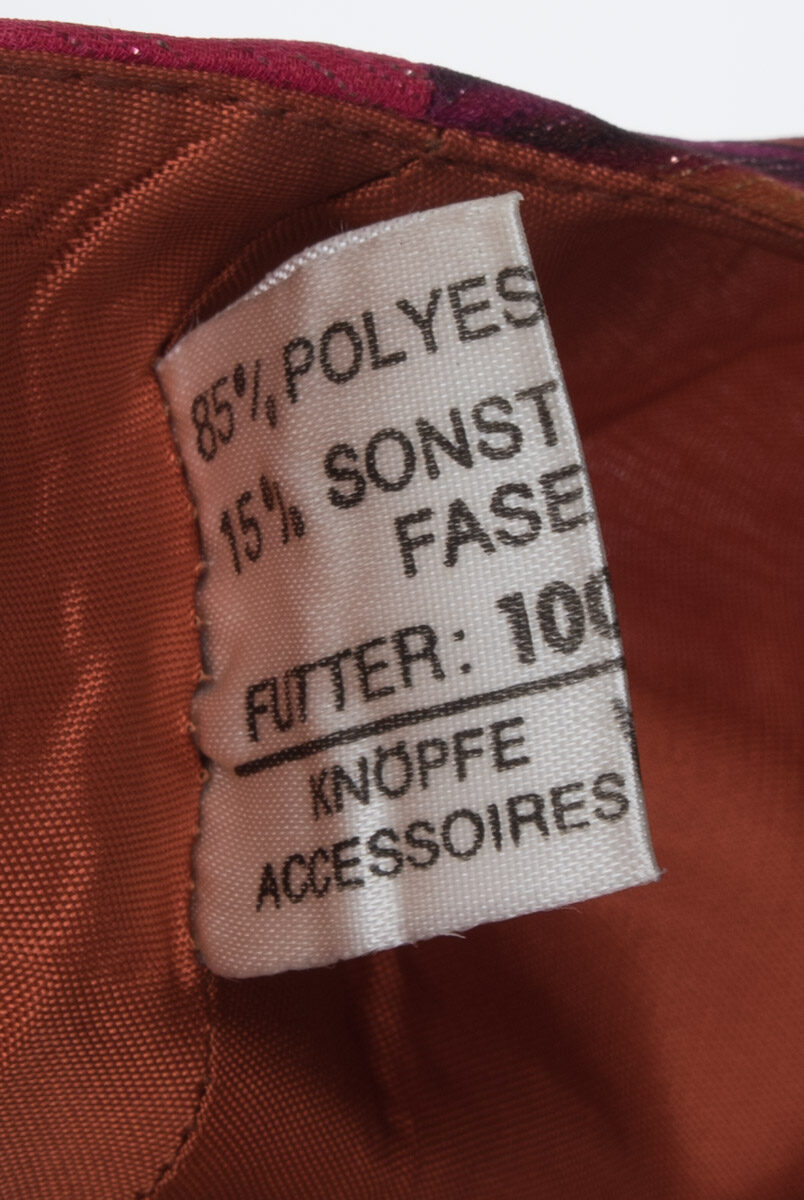 85% POLYES
15% SONST
FASE
FUTTER: 100
KNÖPFE
ACCESSOIRES